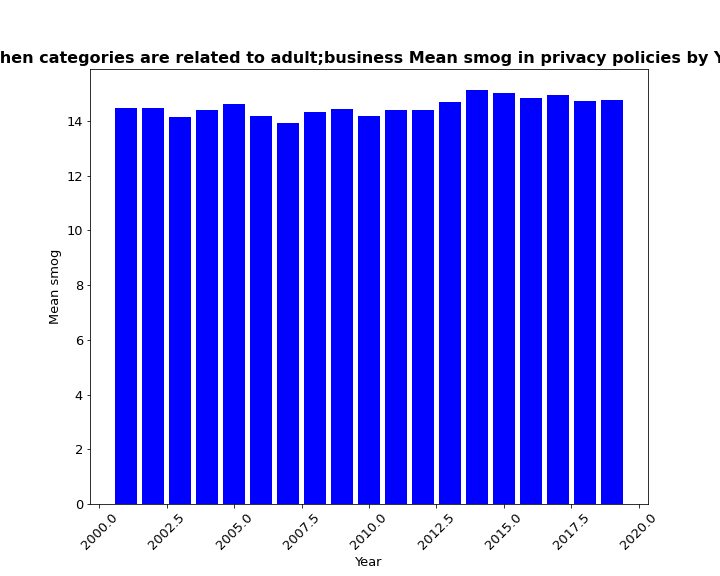 hen categories are related to adult;business Mean smog in privacy policies by Y
Mean smog
14
12
10
8
6
4
2
0
2000.0 2002.5 2005.0 2007.5 2010.0 2012.5 2015.0 2017.5 2020.0
Year